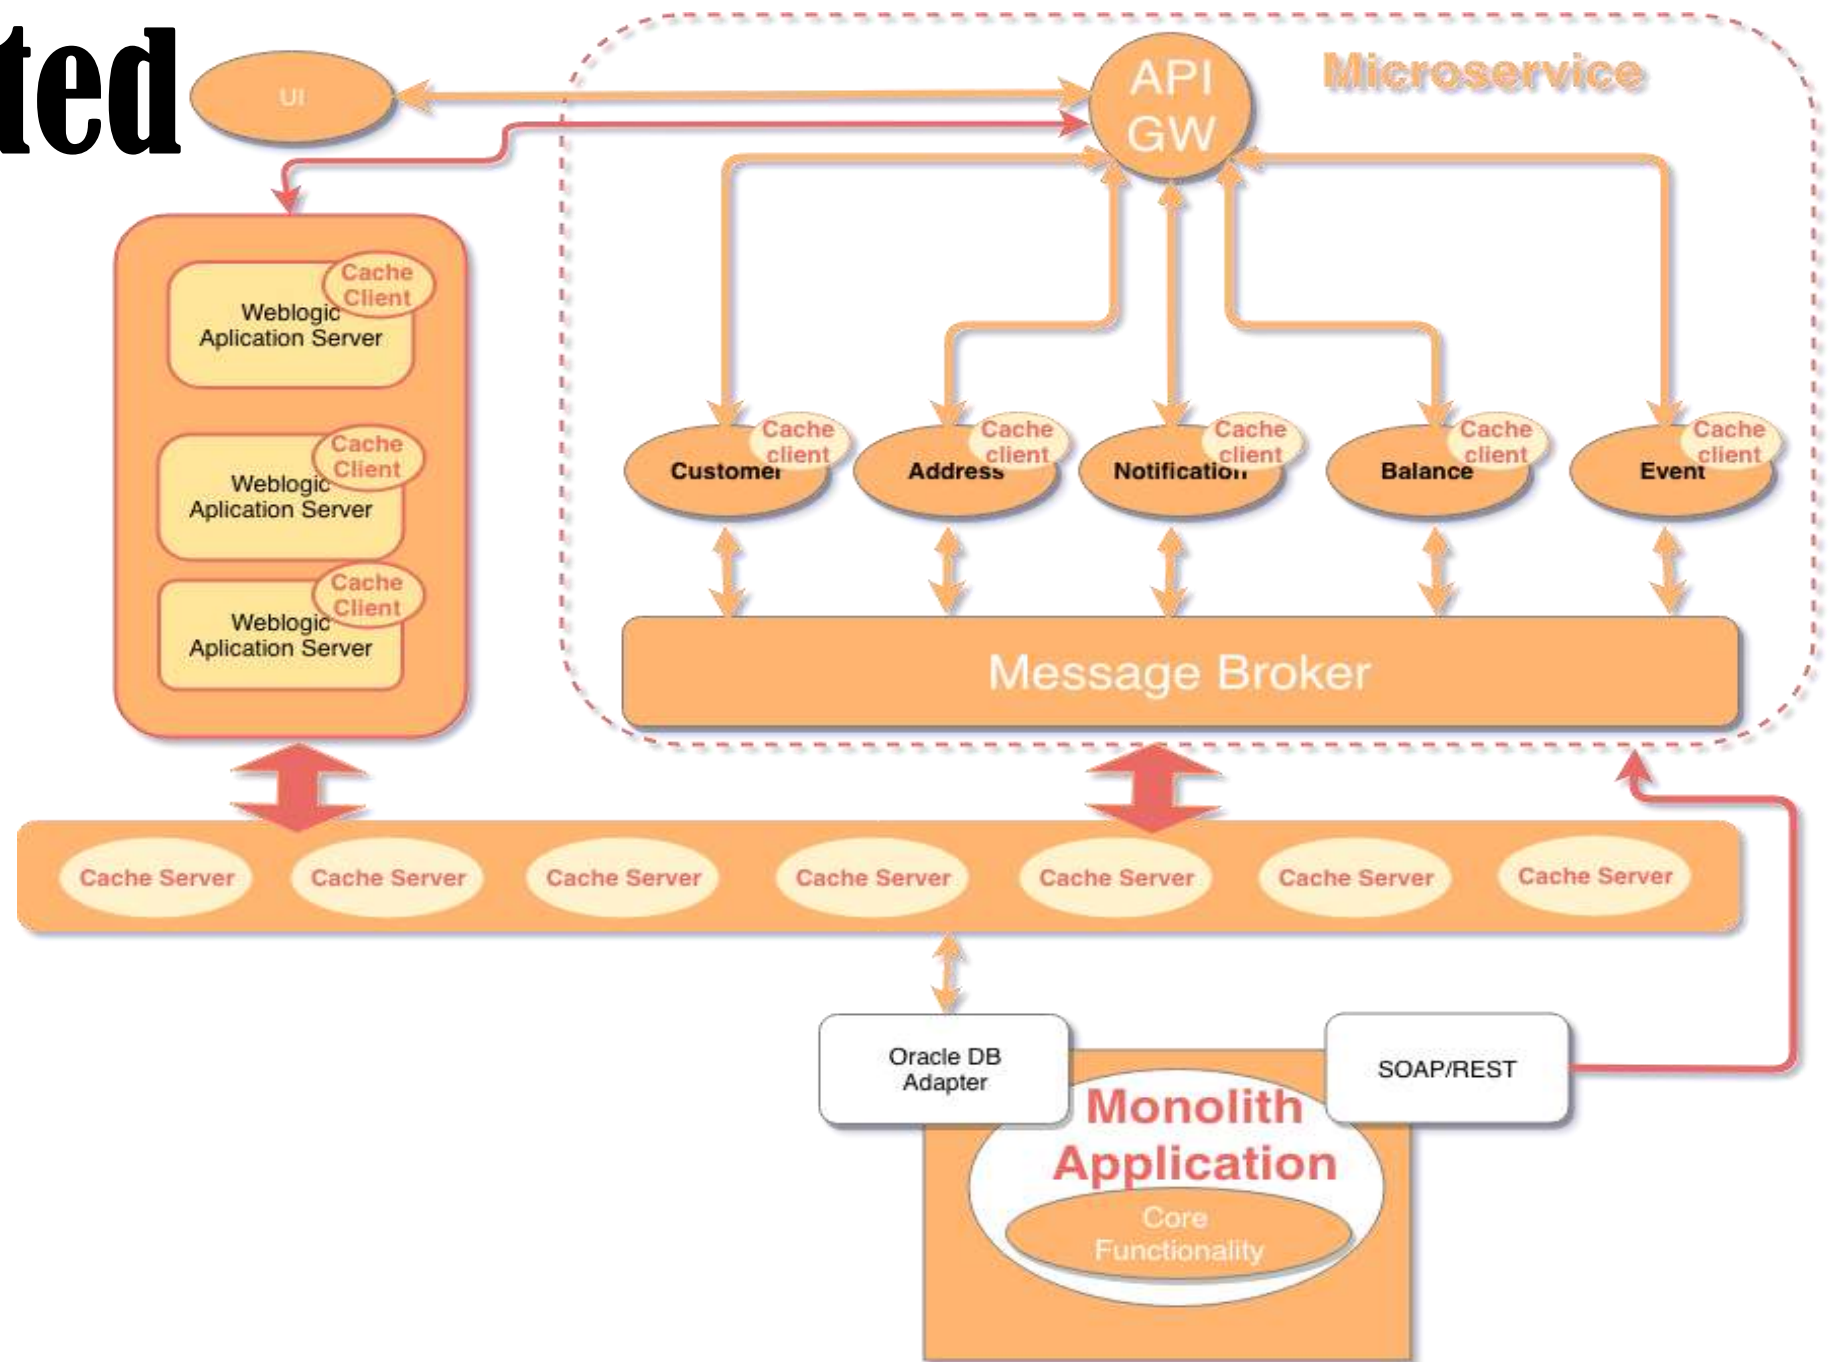 ted
UI
API
GW
Microservice
Cache
Client
Weblogic
Aplication Server
Cache
Client
Weblogic
Aplication Server
Cache
Client
Weblogic
Aplication Server
Cache
client
Customer
Cache
client
Address
Cache
client
Notification
Cache
client
Balance
Cache
client
Event
Message Broker
Cache Server
Cache Server
Cache Server
Cache Server
Cache Server
Cache Server
Cache Server
Oracle DB
Adapter
SOAP/REST
Monolith
Application
Core
Functionality